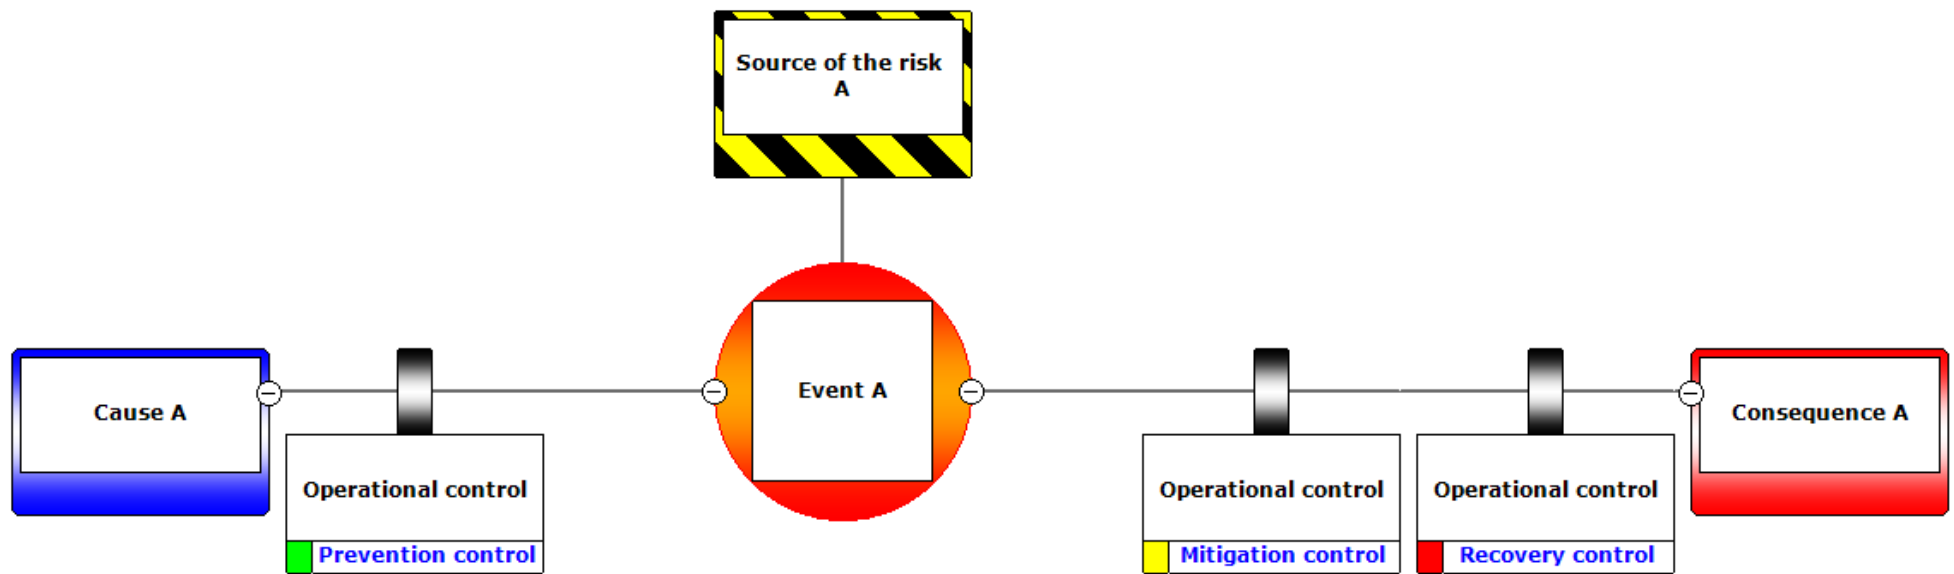 Source of the risk
A
Event A
Cause A
Consequence A
Operational control
Prevention control
Operational control
Mitigation control
Operational control
Recovery control